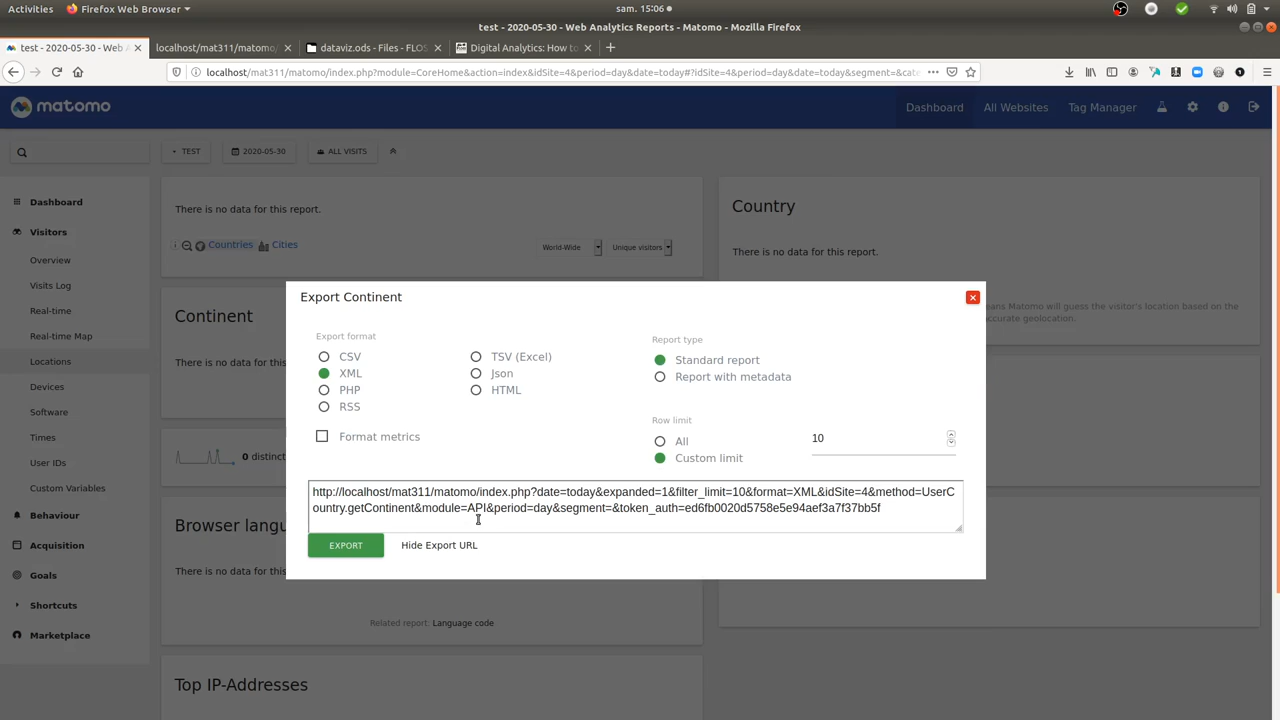 Activities
Firefox Web Browser
sam. 15:06
test - 2020-05-30 - Web Analytics Reports - Matomo - Mozilla Firefox
test - 2020-05-30 - Web A
localhost/mat311/matomo/
dataviz.ods - Files - FLOS
Digital Analytics: How to
localhost/mat311/matomo/index.php?module=CoreHome&action=index&idSite=4&period=day&date=today#?idSite=4&period=day&date=today&segment=&cate
matomo
Dashboard
All Websites
Tag Manager
TEST
2020-05-30
ALL VISITS
Dashboard
Visitors
Overview
Visits Log
Real-time
Real-time Map
Locations
Devices
Software
Times
User IDs
Custom Variables
Behaviour
Acquisition
Goals
Shortcuts
Marketplace
There is no data for this report.
Countries
Cities
World-Wide
Unique visitors
Country
There is no data for this report.
means Matomo will guess the visitor's location based on the
accurate geolocation.
Continent
There is no da
0 distinct
Browser lang
There is no da
Related report: Language code
Top IP-Addresses
Export Continent
Export format
CSV
XML
PHP
RSS
TSV (Excel)
Json
HTML
Format metrics
Report type
Standard report
Report with metadata
Row limit
All
Custom limit
10
http://localhost/mat311/matomo/index.php?date=today&expanded=1&filter_limit=10&format=XML&idSite=4&method=UserC
ountry.getContinent&module=API&period=day&segment=&token_auth=ed6fb0020d5758e5e94aef3a7f37bb5f
EXPORT
Hide Export URL